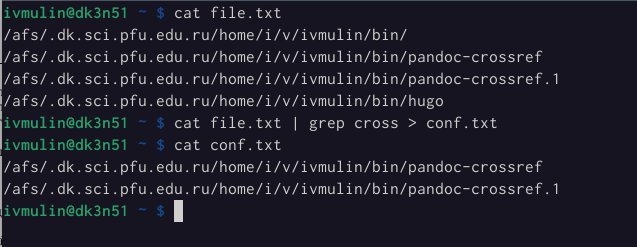 ivmulin@dk3n51 ~ $ cat file.txt
/afs/.dk.sci.pfu.edu.ru/home/i/v/ivmulin/bin/
/afs/.dk.sci.pfu.edu.ru/home/i/v/ivmulin/bin/pandoc-crossref
/afs/.dk.sci.pfu.edu.ru/home/i/v/ivmulin/bin/pandoc-crossref.1
/afs/.dk.sci.pfu.edu.ru/home/i/v/ivmulin/bin/hugo
ivmulin@dk3n51 ~ $ cat file.txt | grep cross > conf.txt
ivmulin@dk3n51 ~ $ cat conf.txt
/afs/.dk.sci.pfu.edu.ru/home/i/v/ivmulin/bin/pandoc-crossref
/afs/.dk.sci.pfu.edu.ru/home/i/v/ivmulin/bin/pandoc-crossref.1
ivmulin@dk3n51 ~ $